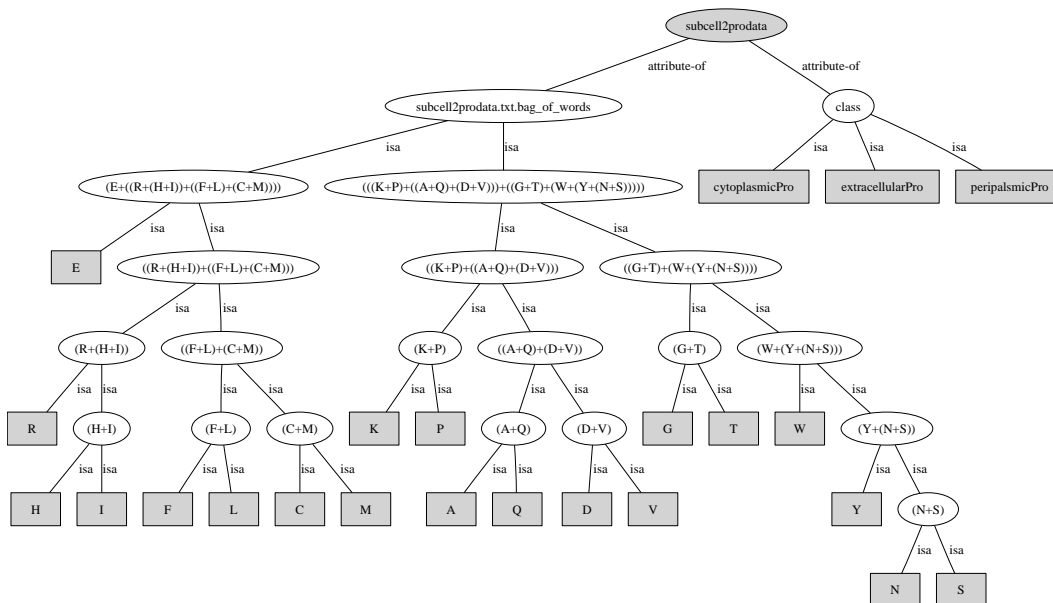 subcell2prodata
attribute-of
attribute-of
subcell2prodata.txt.bag_of_words
class
isa
isa
isa
isa
isa
(E+((R+(H+I))+((F+L)+(C+M))))
(((K+P)+((A+Q)+(D+V)))+((G+T)+(W+(Y+(N+S)))))
cytoplasmicPro
extracellularPro
peripalsmicPro
isa
isa
isa
isa
E
((R+(H+I))+((F+L)+(C+M)))
((K+P)+((A+Q)+(D+V)))
((G+T)+(W+(Y+(N+S))))
isa
isa
isa
isa
isa
isa
(R+(H+I))
((F+L)+(C+M))
(K+P)
((A+Q)+(D+V))
(G+T)
(W+(Y+(N+S)))
isa
isa
isa
isa
isa
isa
isa
isa
isa
isa
isa
isa
R
(H+I)
(F+L)
(C+M)
K
P
(A+Q)
(D+V)
G
T
W
(Y+(N+S))
isa
isa
isa
isa
isa
isa
isa
isa
isa
isa
isa
isa
H
I
F
L
C
M
A
Q
D
V
Y
(N+S)
isa
isa
N
S